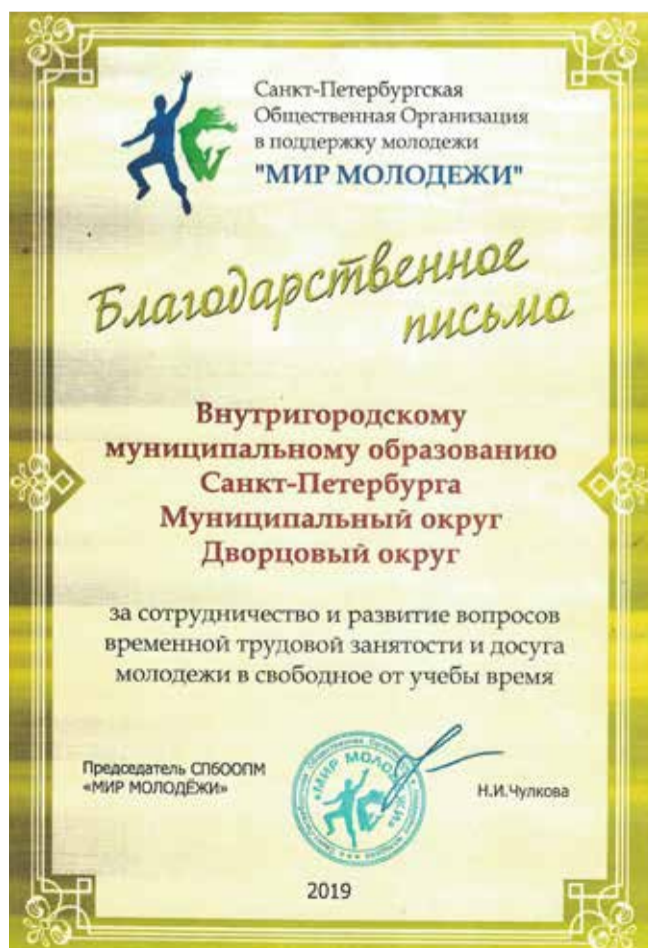 Санкт-Петербургская
Общественная Организация
в поддержку молодежи
"МИР МОЛОДЕЖИ"
Благодарственное
письмо
Внутригородскому
муниципальному образованию
Санкт-Петербурга
Муниципальный округ
Дворцовый округ
за сотрудничество и развитие вопросов
временной трудовой занятости и досуга
молодежи в свободное от учебы время
Председатель СПбООПМ
«МИР МОЛОДЁЖИ»
«МИР МОЛОДЕЖИ»
Н.И.Чулкова
2019